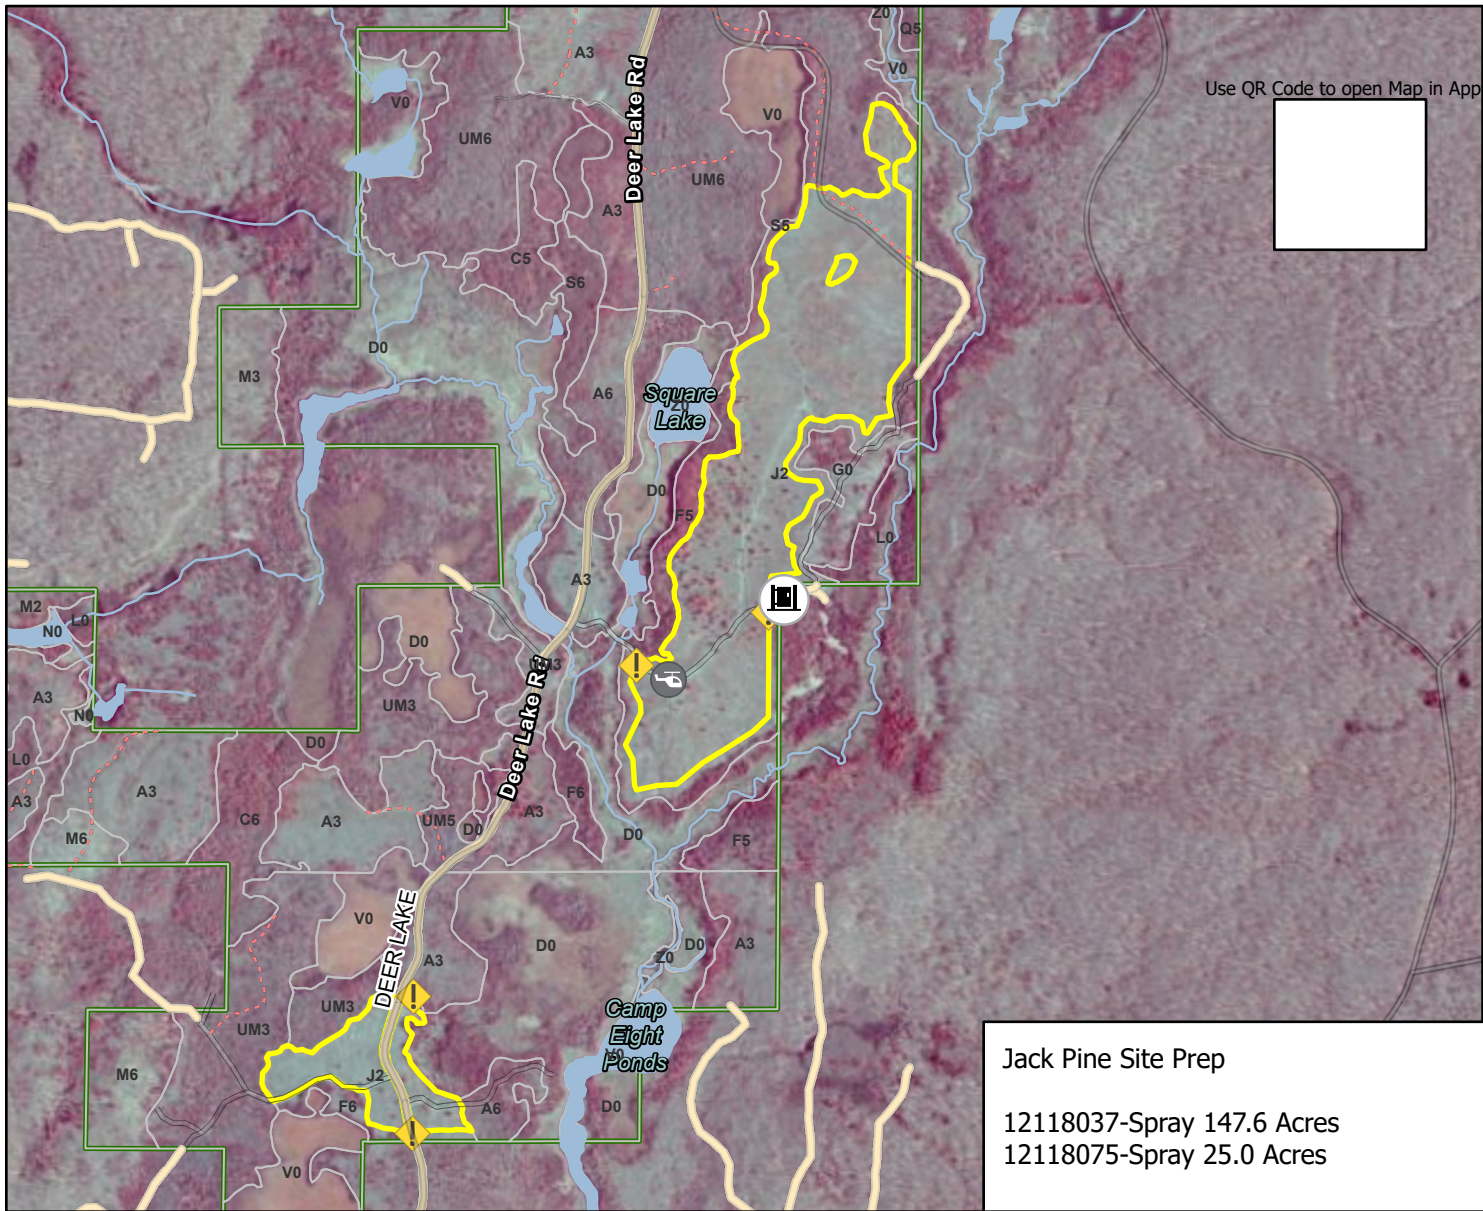 Z0
Q5
A3
V0
Use QR Code to open Map in App
V0
V0
UM6
Deer Lake Rd
UM6
A3
S5
C5
S6
D0
M3
A6
Square
Z0
Lake
J2
G0
D0
F5
L0
A3
M2
L0
N0
D0
UM3
A3
UM3
Deer Lake Rd
N0
D0
L0
A3
A3
F6
C6
A3
UM5
D0
A3
D0
F5
M6
V0
DEER LAKE
A3
D0
D0
A3
Z0
UM3
UM3
Camp
Eight
V0
Ponds
M6
J2
F6
A6
D0
V0
Jack Pine Site Prep
12118037-Spray 147.6 Acres
12118075-Spray 25.0 Acres